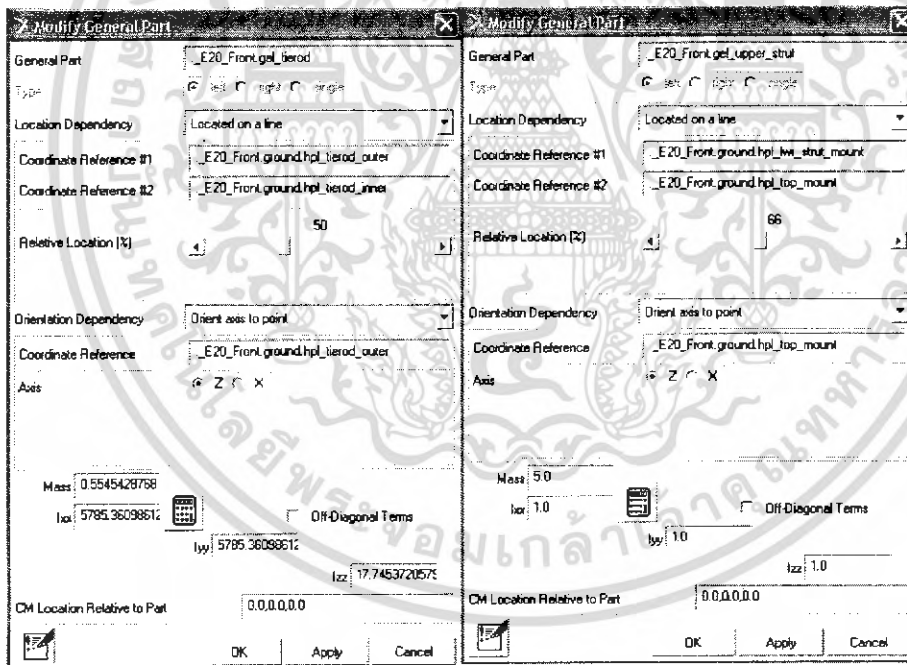 Modify General Part
General Part
._E20_Front.gel_tierod
Type
left right single
Location Dependency
Located on a line
Coordinate Reference #1
._E20_Front.ground.hpl_tierod_outer
Coordinate Reference #2
._E20_Front.ground.hpl_tierod_inner
50
Relative Location (%)
Orientation Dependency
Orient axis to point
Coordinate Reference
._E20_Front.ground.hpl_tierod_outer
Axis
Z X
Mass 0.5545428768
Ixx 5785.36098612
Off-Diagonal Terms
Iyy 5785.36098612
Izz 17.7453720579
CM Location Relative to Part
0.0,0.0,0.0
OK Apply Cancel
Modify General Part
General Part
._E20_Front.gel_upper_strut
Type
left right single
Location Dependency
Located on a line
Coordinate Reference #1
._E20_Front.ground.hpl_lwr_strut_mount
Coordinate Reference #2
._E20_Front.ground.hpl_top_mount
66
Relative Location (%)
Orientation Dependency
Orient axis to point
Coordinate Reference
._E20_Front.ground.hpl_top_mount
Axis
Z X
Mass 5.0
Ixx 1.0
Off-Diagonal Terms
Iyy 1.0
Izz 1.0
CM Location Relative to Part
0.0,0.0,0.0
OK Apply Cancel